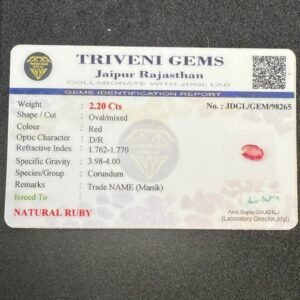 TRIVENI GEMS
Jaipur Rajasthan
COLLABORATE WITH JDGL LAB
GEMS IDENTIFICATION REPORT
Weight : 2.20 Cts
No. : JDGL/GEM/98265
Shape / Cut : Oval/mixed
Colour : Red
Optic Character : D/R
Refractive Index : 1.762-1.770
Specific Gravity : 3.98-4.00
Species/Group : Corundum
Remarks : Trade NAME (Manik)
Issued To :
NATURAL RUBY
(Laboratory Director,Jdgl)